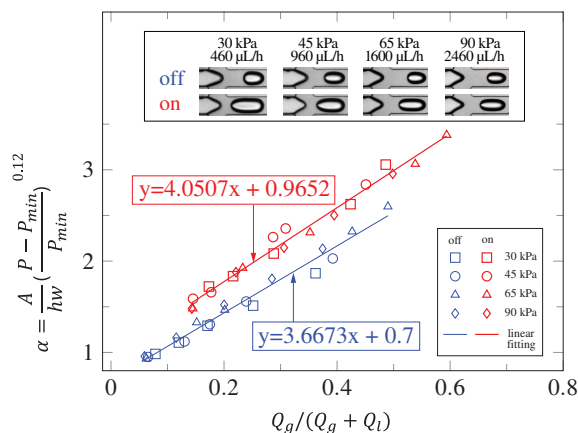 30 kPa 45 kPa 65 kPa 90 kPa
460 µL/h 960 µL/h 1600 µL/h 2460 µL/h
off
on
3
2
1
y=4.0507x + 0.9652
y=3.6673x + 0.7
off on
30 kPa
45 kPa
65 kPa
90 kPa
linear
fitting
0 0.2 0.4 0.6 0.8
Q_g/(Q_g + Q_l)
α = A/hw (P − P_min/P_min)^0.12